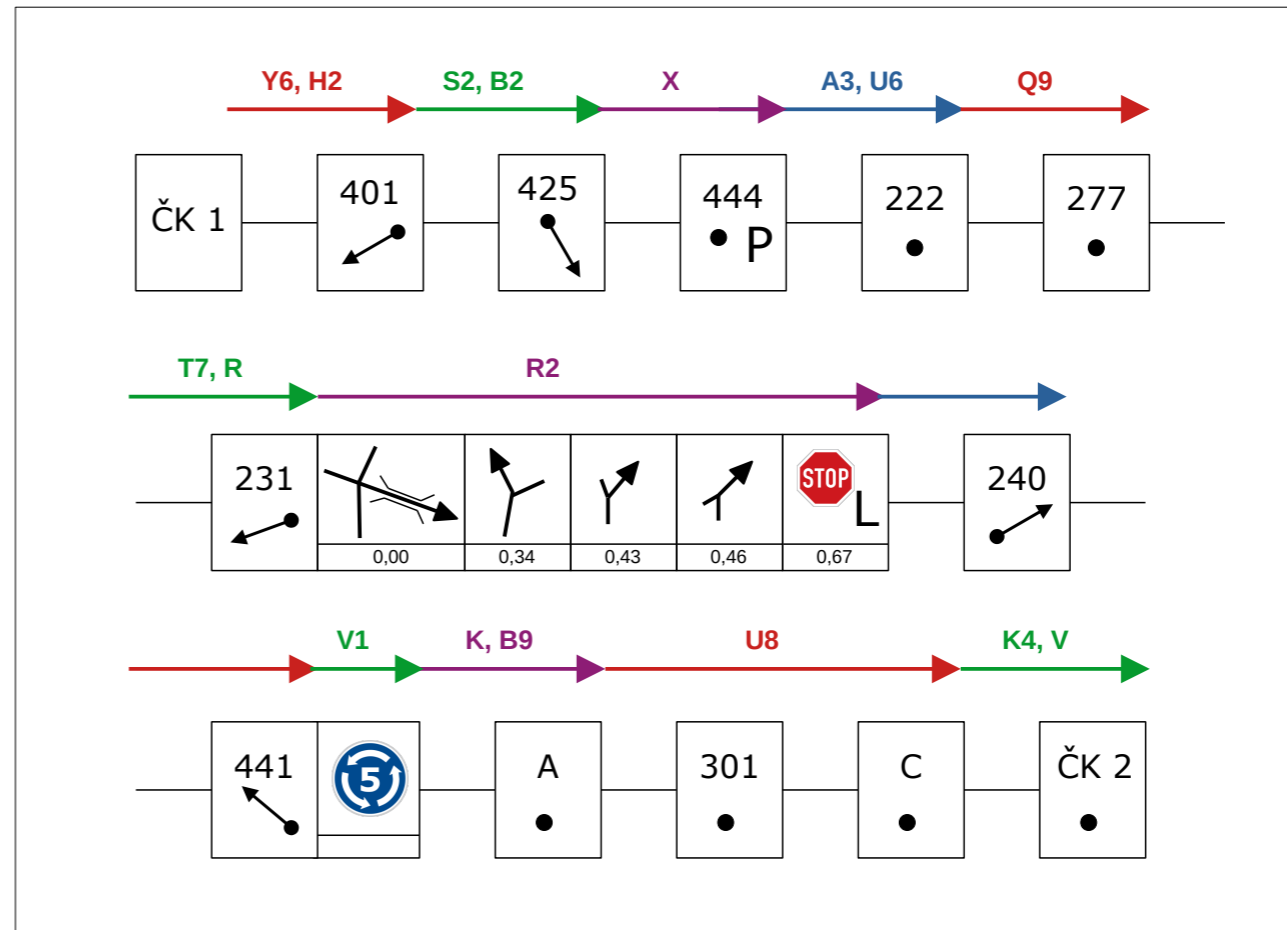 Y6, H2 S2, B2 X A3, U6 Q9
ČK 1 401 425 444 P 222 277
T7, R R2
231 STOP L 240
0,00 0,34 0,43 0,46 0,67
V1 K, B9 U8 K4, V
441 5 A 301 C ČK 2